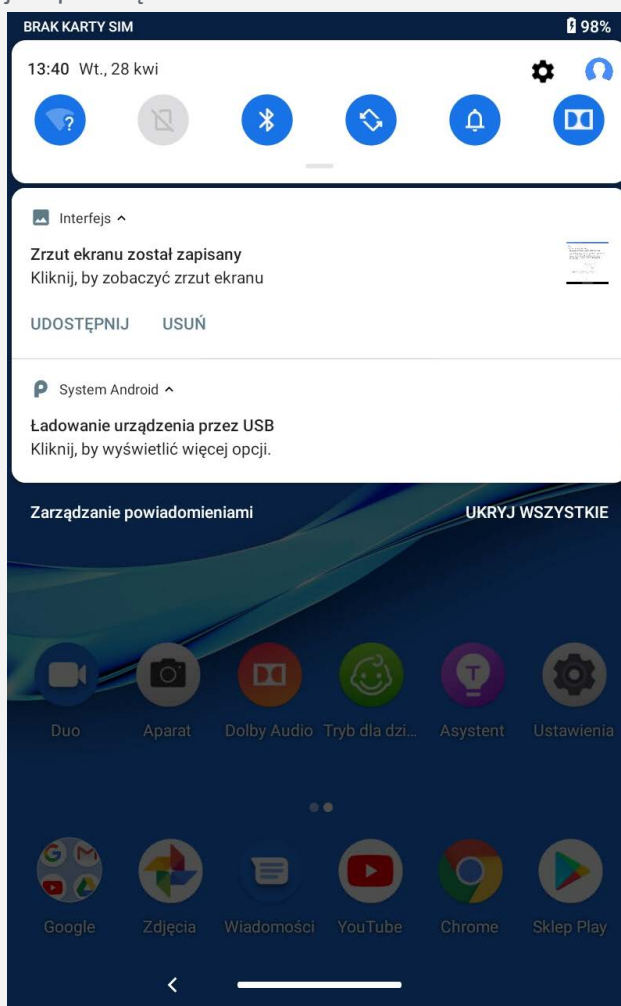 BRAK KARTY SIM 98%
13:40 Wt., 28 kwi
Interfejs
Zrzut ekranu został zapisany
Kliknij, by zobaczyć zrzut ekranu
UDOSTĘPNIJ USUŃ
System Android
Ładowanie urządzenia przez USB
Kliknij, by wyświetlić więcej opcji.
Zarządzanie powiadomieniami UKRYJ WSZYSTKIE
Duo Aparat Dolby Audio Tryb dla dzi... Asystent Ustawienia
Google Zdjęcia Wiadomości YouTube Chrome Sklep Play